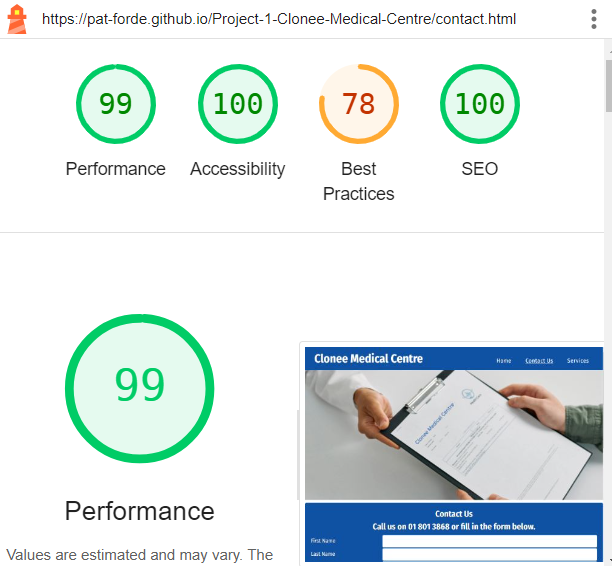 https://pat-forde.github.io/Project-1-Clonee-Medical-Centre/contact.html
99
100
78
100
Performance
Accessibility
Best
Practices
SEO
99
Clonee Medical Centre
Home
Contact Us
Services
Clonee Medical Centre
Contact Us
Call us on 01 801 3868 or fill in the form below.
First Name
Last Name
Performance
Values are estimated and may vary. The